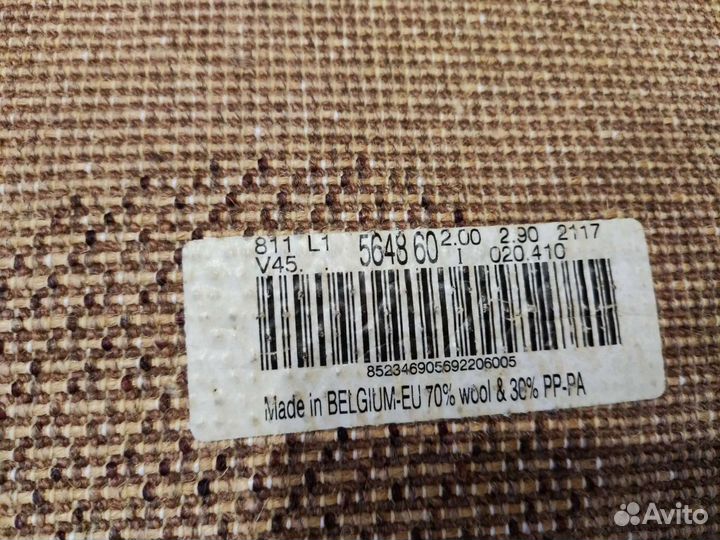 811 L1 5648 60 2.00 2.90 2117
V45. . I 020.410
852346905692206005
Made in BELGIUM-EU 70% wool & 30% PP-PA
Avito